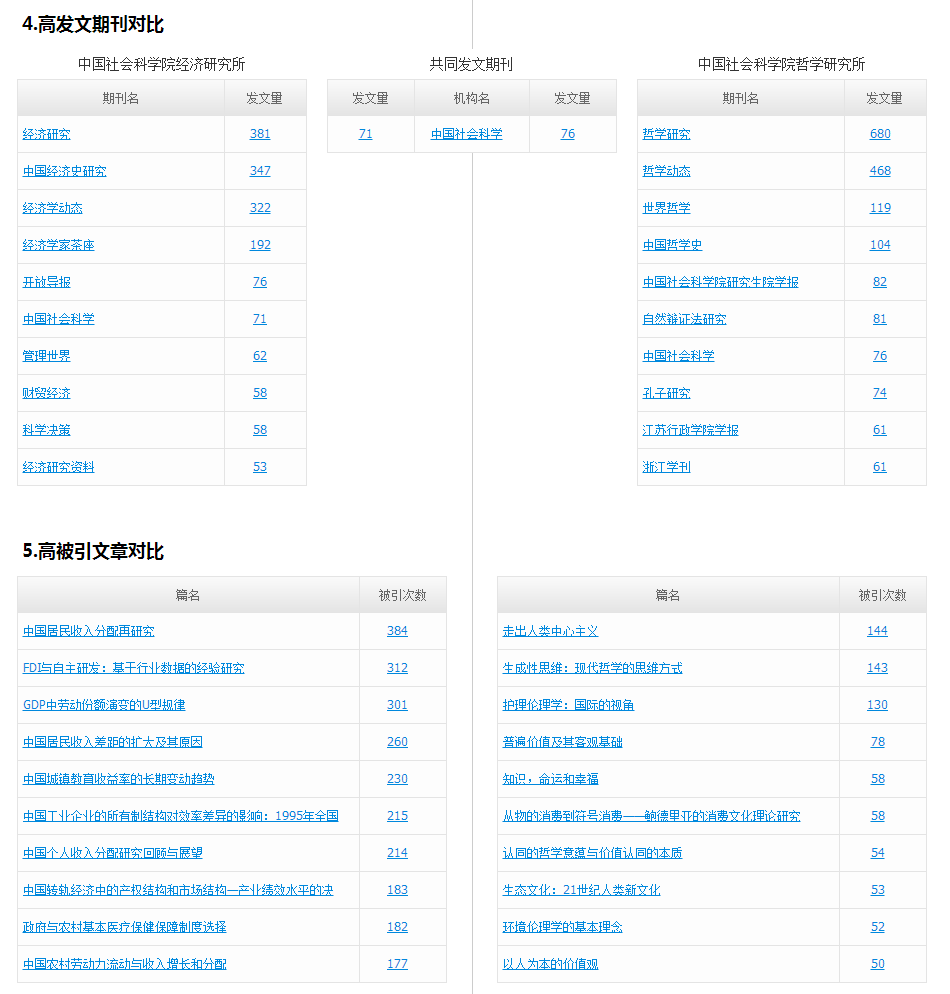 4.高发文期刊对比
中国社会科学院经济研究所 共同发文期刊 中国社会科学院哲学研究所
期刊名 发文量 发文量 机构名 发文量 期刊名 发文量
经济研究 381 71 中国社会科学 76 哲学研究 680
中国经济史研究 347 哲学动态 468
经济学动态 322 世界哲学 119
经济学家茶座 192 中国哲学史 104
开放导报 76 中国社会科学院研究生院学报 82
中国社会科学 71 自然辩证法研究 81
管理世界 62 中国社会科学 76
财贸经济 58 孔子研究 74
科学决策 58 江苏行政学院学报 61
经济研究资料 53 浙江学刊 61
5.高被引文章对比
篇名 被引次数 篇名 被引次数
中国居民收入分配再研究 384 走出人类中心主义 144
FDI与自主研发：基于行业数据的经验研究 312 生成性思维：现代哲学的思维方式 143
GDP中劳动份额演变的U型规律 301 护理伦理学：国际的视角 130
中国居民收入差距的扩大及其原因 260 普遍价值及其客观基础 78
中国城镇教育收益率的长期变动趋势 230 知识，命运和幸福 58
中国工业企业的所有制结构对效率差异的影响：1995年全国 215 从物的消费到符号消费——鲍德里亚的消费文化理论研究 58
中国个人收入分配研究回顾与展望 214 认同的哲学意蕴与价值认同的本质 54
中国转轨经济中的产权结构和市场结构—产业绩效水平的决 183 生态文化：21世纪人类新文化 53
政府与农村基本医疗保健保障制度选择 182 环境伦理学的基本理念 52
中国农村劳动力流动与收入增长和分配 177 以人为本的价值观 50